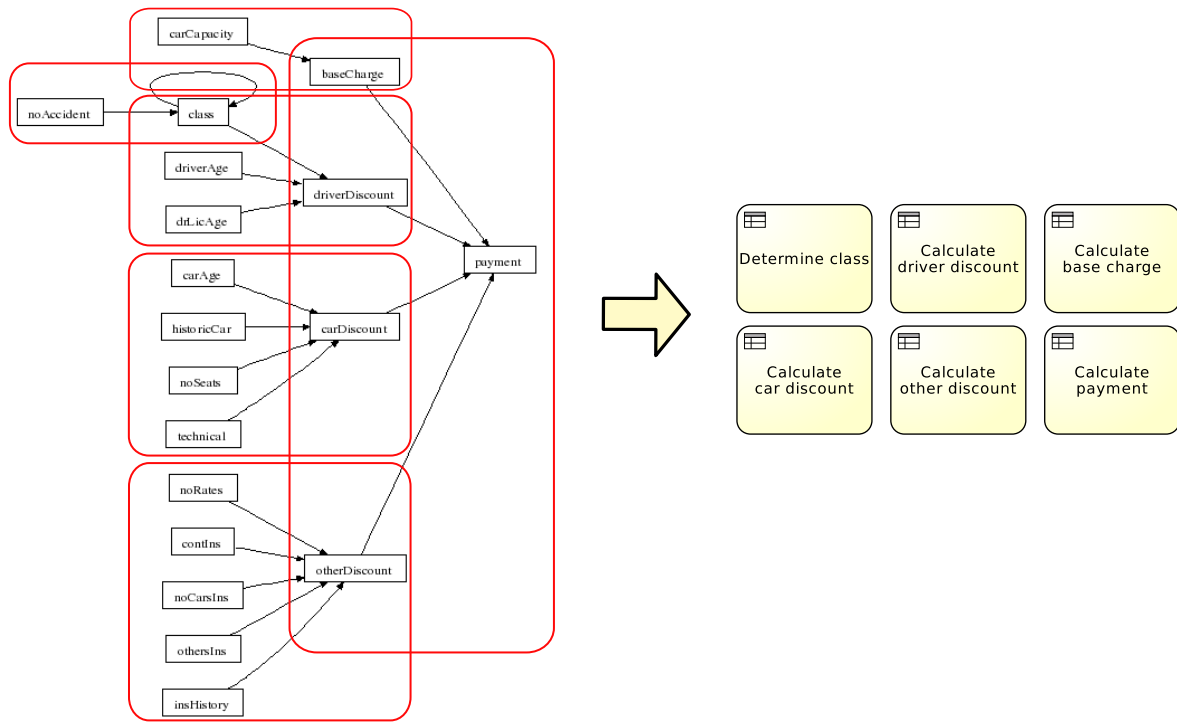 carCapacity
baseCharge
noAccident
class
driverAge
driverDiscount
drLicAge
payment
carAge
historicCar
carDiscount
noSeats
technical
noRates
contIns
otherDiscount
noCarsIns
othersIns
insHistory
Determine class
Calculate
driver discount
Calculate
base charge
Calculate
car discount
Calculate
other discount
Calculate
payment